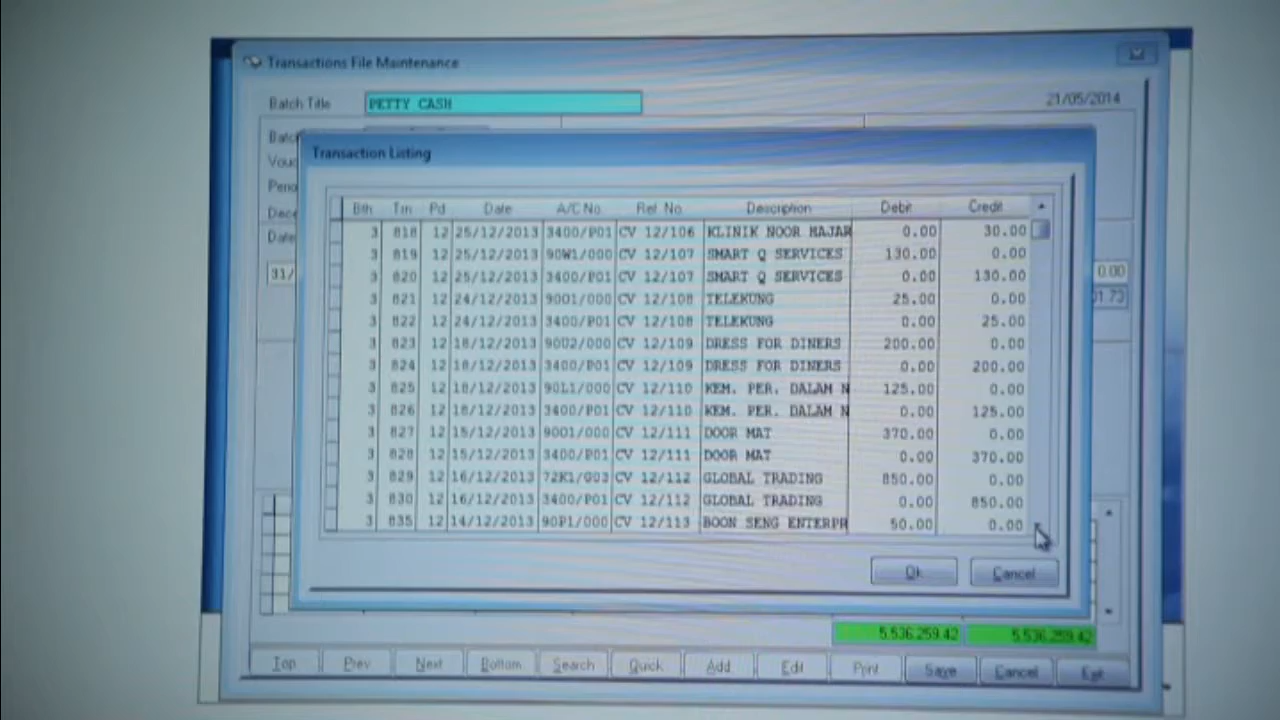 Transactions File Maintenance
Batch Title PETTY CASH 21/05/2014
Transaction Listing
Bth Trn Pd Date A/C No. Ref. No. Description Debit Credit
3 818 12 25/12/2013 3400/P01 CV 12/106 KLINIK NOOR HAJAR 0.00 30.00
3 819 12 25/12/2013 90W1/000 CV 12/107 SMART Q SERVICES 130.00 0.00
3 820 12 25/12/2013 3400/P01 CV 12/107 SMART Q SERVICES 0.00 130.00
3 821 12 24/12/2013 9001/000 CV 12/108 TELEKUNG 25.00 0.00
3 822 12 24/12/2013 3400/P01 CV 12/108 TELEKUNG 0.00 25.00
3 823 12 18/12/2013 9002/000 CV 12/109 DRESS FOR DINERS 200.00 0.00
3 824 12 18/12/2013 3400/P01 CV 12/109 DRESS FOR DINERS 0.00 200.00
3 825 12 18/12/2013 90L1/000 CV 12/110 KEM. PER. DALAM N 125.00 0.00
3 826 12 18/12/2013 3400/P01 CV 12/110 KEM. PER. DALAM N 0.00 125.00
3 827 12 15/12/2013 9001/000 CV 12/111 DOOR MAT 370.00 0.00
3 828 12 15/12/2013 3400/P01 CV 12/111 DOOR MAT 0.00 370.00
3 829 12 16/12/2013 72K1/G03 CV 12/112 GLOBAL TRADING 850.00 0.00
3 830 12 16/12/2013 3400/P01 CV 12/112 GLOBAL TRADING 0.00 850.00
3 835 12 14/12/2013 90P1/000 CV 12/113 BOON SENG ENTERPR 50.00 0.00
Ok Cancel
5,536,259.42 5,536,259.42
Top Prev Next Bottom Search Quick Add Edit Print Save Cancel Exit